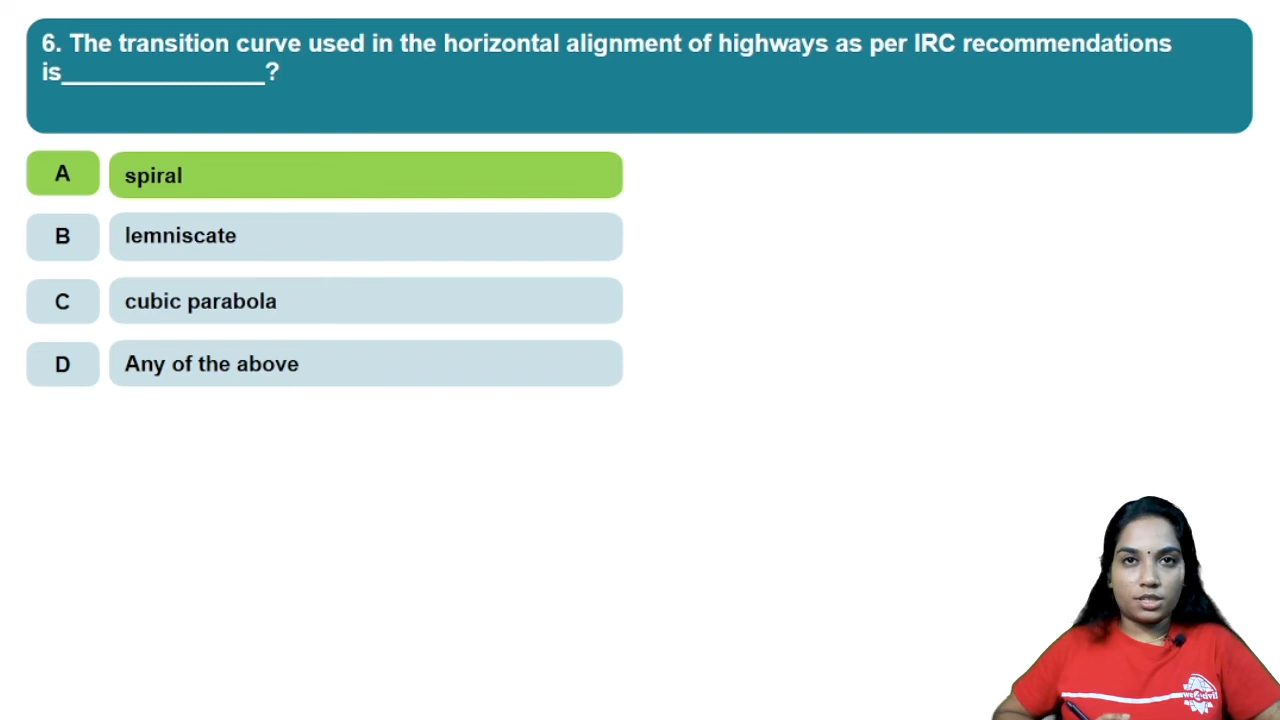 6. The transition curve used in the horizontal alignment of highways as per IRC recommendations
is________________?
A
spiral
B
lemniscate
C
cubic parabola
D
Any of the above